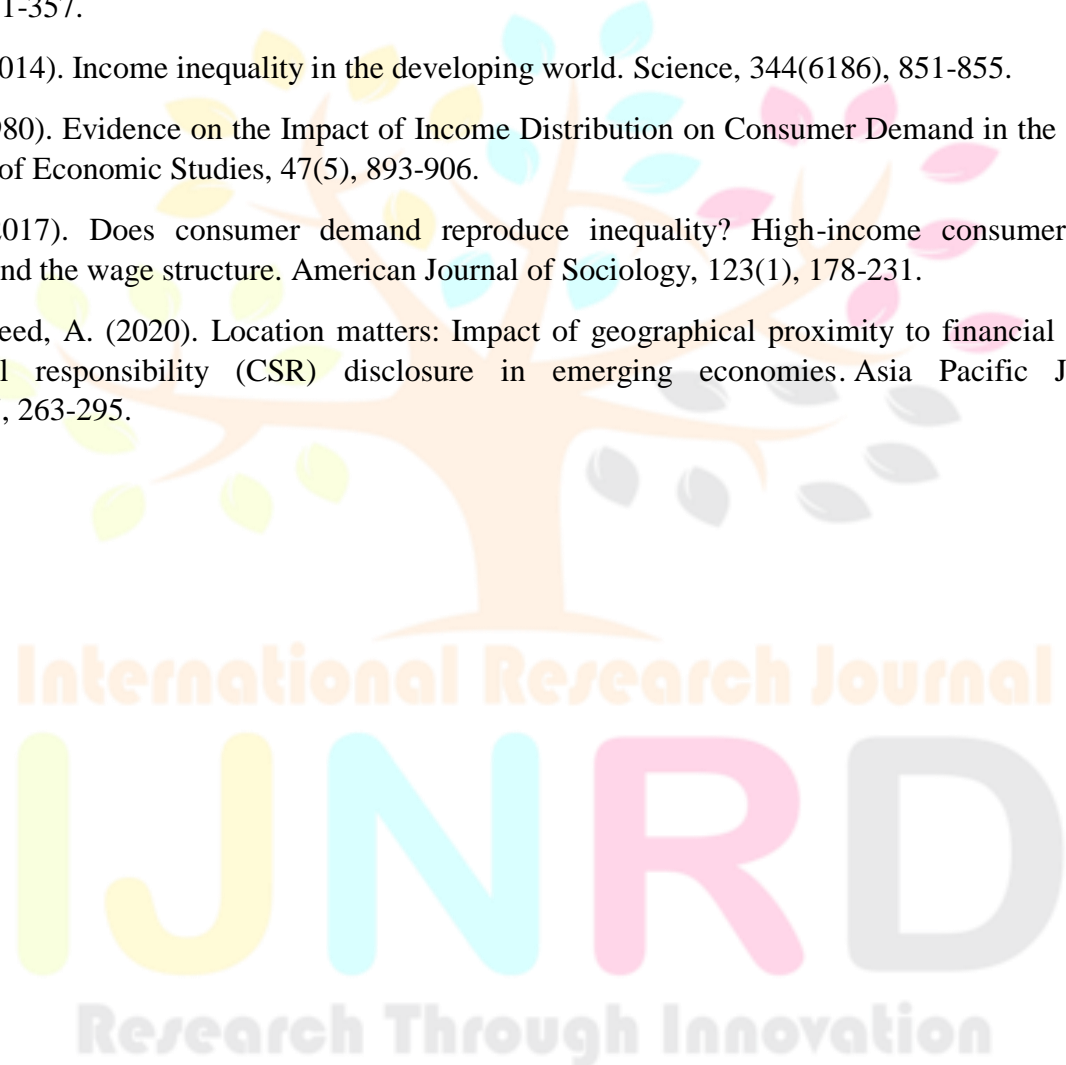 1-357.
014). Income inequality in the developing world. Science, 344(6186), 851-855.
980). Evidence on the Impact of Income Distribution on Consumer Demand in the
of Economic Studies, 47(5), 893-906.
2017). Does consumer demand reproduce inequality? High-income consumer
nd the wage structure. American Journal of Sociology, 123(1), 178-231.
eed, A. (2020). Location matters: Impact of geographical proximity to financial
l responsibility (CSR) disclosure in emerging economies. Asia Pacific J
, 263-295.
International Research Journal
IJNRD
Research Through Innovation